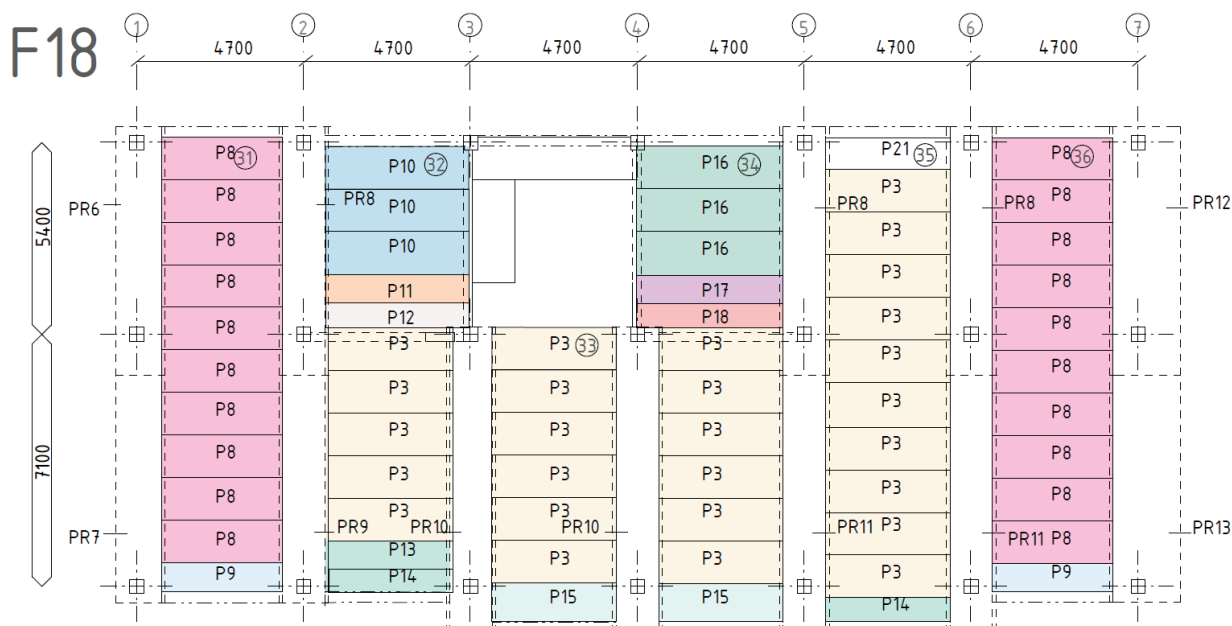 F18
1 2 3 4 5 6 7
4700 4700 4700 4700 4700 4700
P8 31 P10 32 P16 34 P21 35 P8 36
P8 P3 P8
PR6 PR8 PR8 PR8 PR12
P8 P10 P16 P3 P8
5400
P8 P10 P16 P3 P8
P11 P17
P8 P12 P18 P3 P8
P8 P3 P3 33 P3 P3 P8
P8 P3 P3 P3 P3 P8
P8 P3 P3 P3 P3 P8
7100
P8 P3 P3 P3 P3 P8
P8 P3 P3 P3 P3 P8
PR7 PR9 PR10 PR10 PR11 PR11 PR13
P13 P3 P3 P3
P9 P14 P9
P15 P15 P14